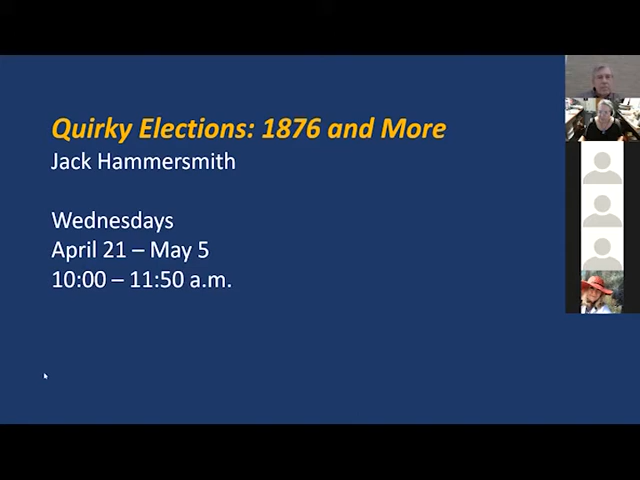 Quirky Elections: 1876 and More
Jack Hammersmith
Wednesdays
April 21 – May 5
10:00 – 11:50 a.m.